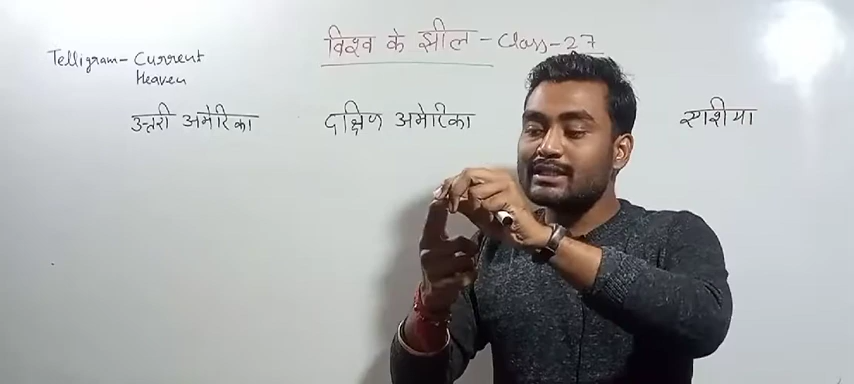 विश्व के झील - Class - 27
Telligram - Current
Heaven
उत्तरी अमेरिका
दक्षिण अमेरिका
एशिया